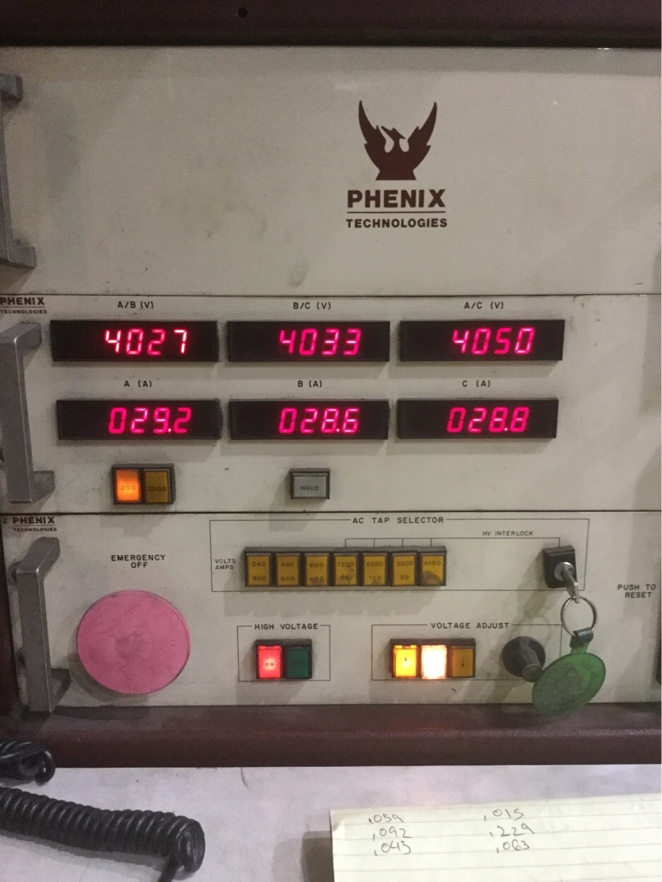 PHENIX
TECHNOLOGIES
PHENIX
TECHNOLOGIES
A/B (V) B/C (V) A/C (V)
4027 4033 4050
A (A) B (A) C (A)
029.2 028.6 028.8
HOLD
PHENIX
TECHNOLOGIES
AC TAP SELECTOR
HV INTERLOCK
EMERGENCY
OFF
VOLTS
AMPS
PUSH TO
RESET
HIGH VOLTAGE
VOLTAGE ADJUST
.059 .015
.092 .229
.043 .063